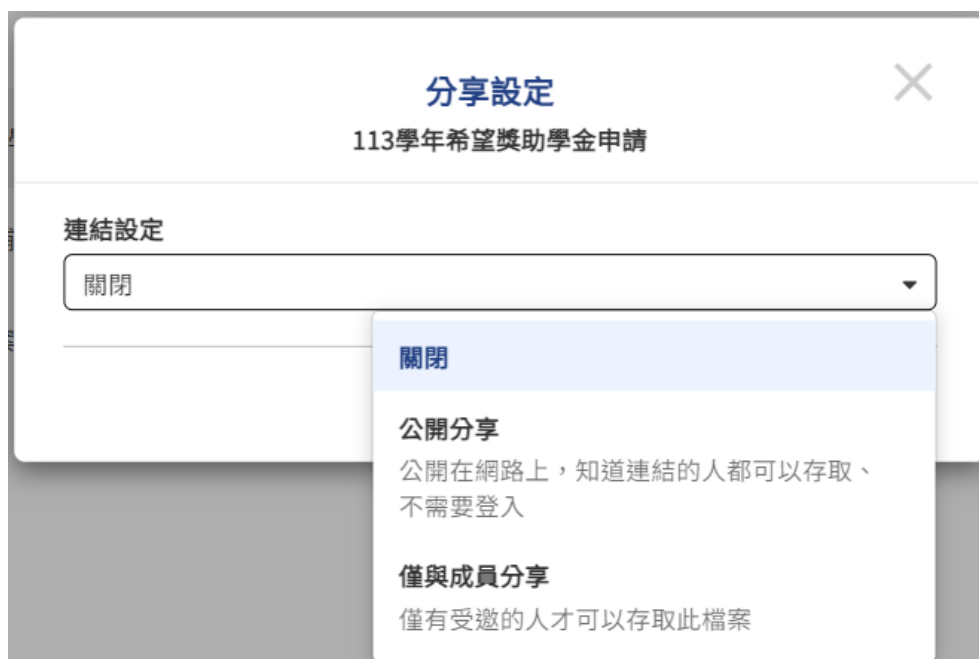 分享設定
113學年希望獎助學金申請
連結設定
關閉
關閉
公開分享
公開在網路上，知道連結的人都可以存取、
不需要登入
僅與成員分享
僅有受邀的人才可以存取此檔案